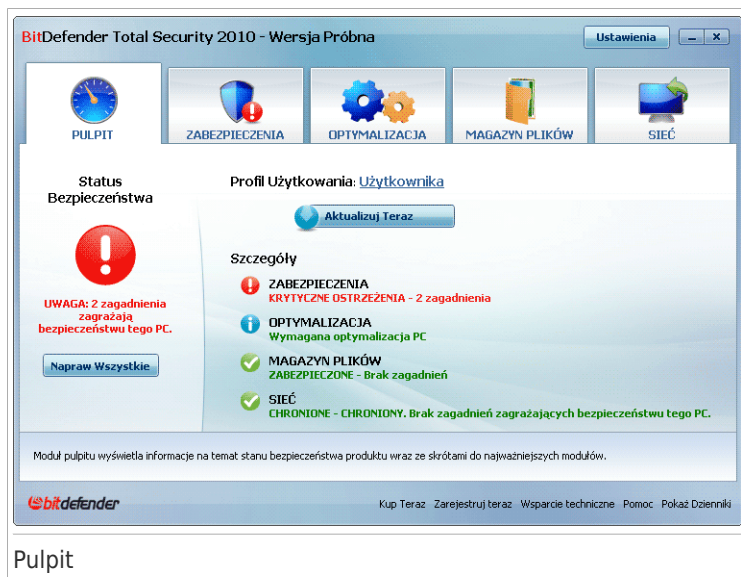 BitDefender Total Security 2010 - Wersja Próbna
Ustawienia
PULPIT
ZABEZPIECZENIA
OPTYMALIZACJA
MAGAZYN PLIKÓW
SIEĆ
Status
Bezpieczeństwa
UWAGA: 2 zagadnienia
zagrażają
bezpieczeństwu tego PC.
Napraw Wszystkie
Profil Użytkowania: Użytkownika
Aktualizuj Teraz
Szczegóły
ZABEZPIECZENIA
KRYTYCZNE OSTRZEŻENIA - 2 zagadnienia
OPTYMALIZACJA
Wymagana optymalizacja PC
MAGAZYN PLIKÓW
ZABEZPIECZONE - Brak zagadnień
SIEĆ
CHRONIONE - CHRONIONY. Brak zagadnień zagrażających bezpieczeństwu tego PC.
Moduł pulpitu wyświetla informacje na temat stanu bezpieczeństwa produktu wraz ze skrótami do najważniejszych modułów.
bitdefender
Kup Teraz Zarejestruj teraz Wsparcie techniczne Pomoc Pokaż Dzienniki
Pulpit